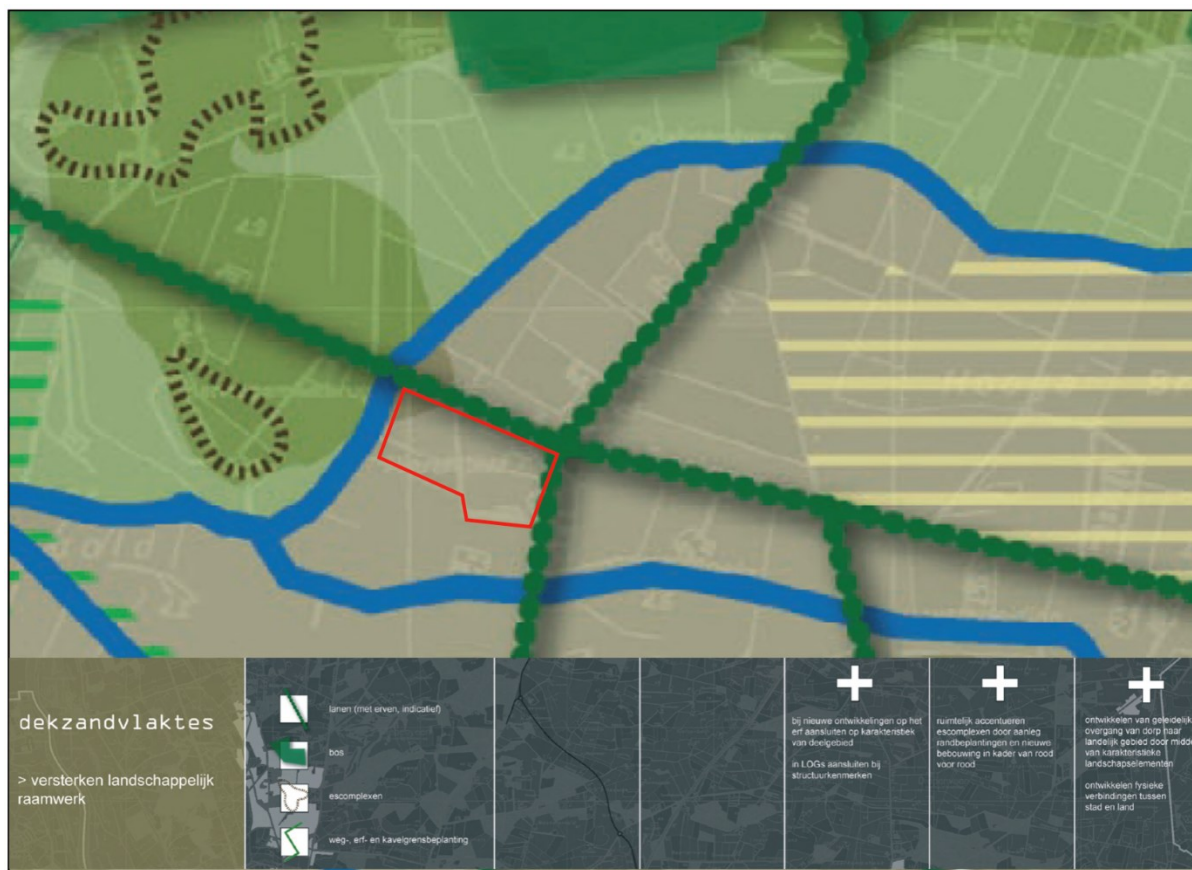 dekzandvlaktes
> versterken landschappelijk
raamwerk
lanen (met erven, indicatief)
bos
escomplexen
weg-, erf- en kavelgrensbeplanting
bij nieuwe ontwikkelingen op het
erf aansluiten op karakteristiek
van deelgebied
in LOGs aansluiten bij
structuurkenmerken
ruimtelijk accentueren
escomplexen door aanleg
randbeplantingen en nieuwe
bebouwing in kader van rood
voor rood
ontwikkelen van geleidelijk
overgang van dorp naar
landelijk gebied door midde
van karakteristieke
landschapselementen
ontwikkelen fysieke
verbindingen tussen
stad en land